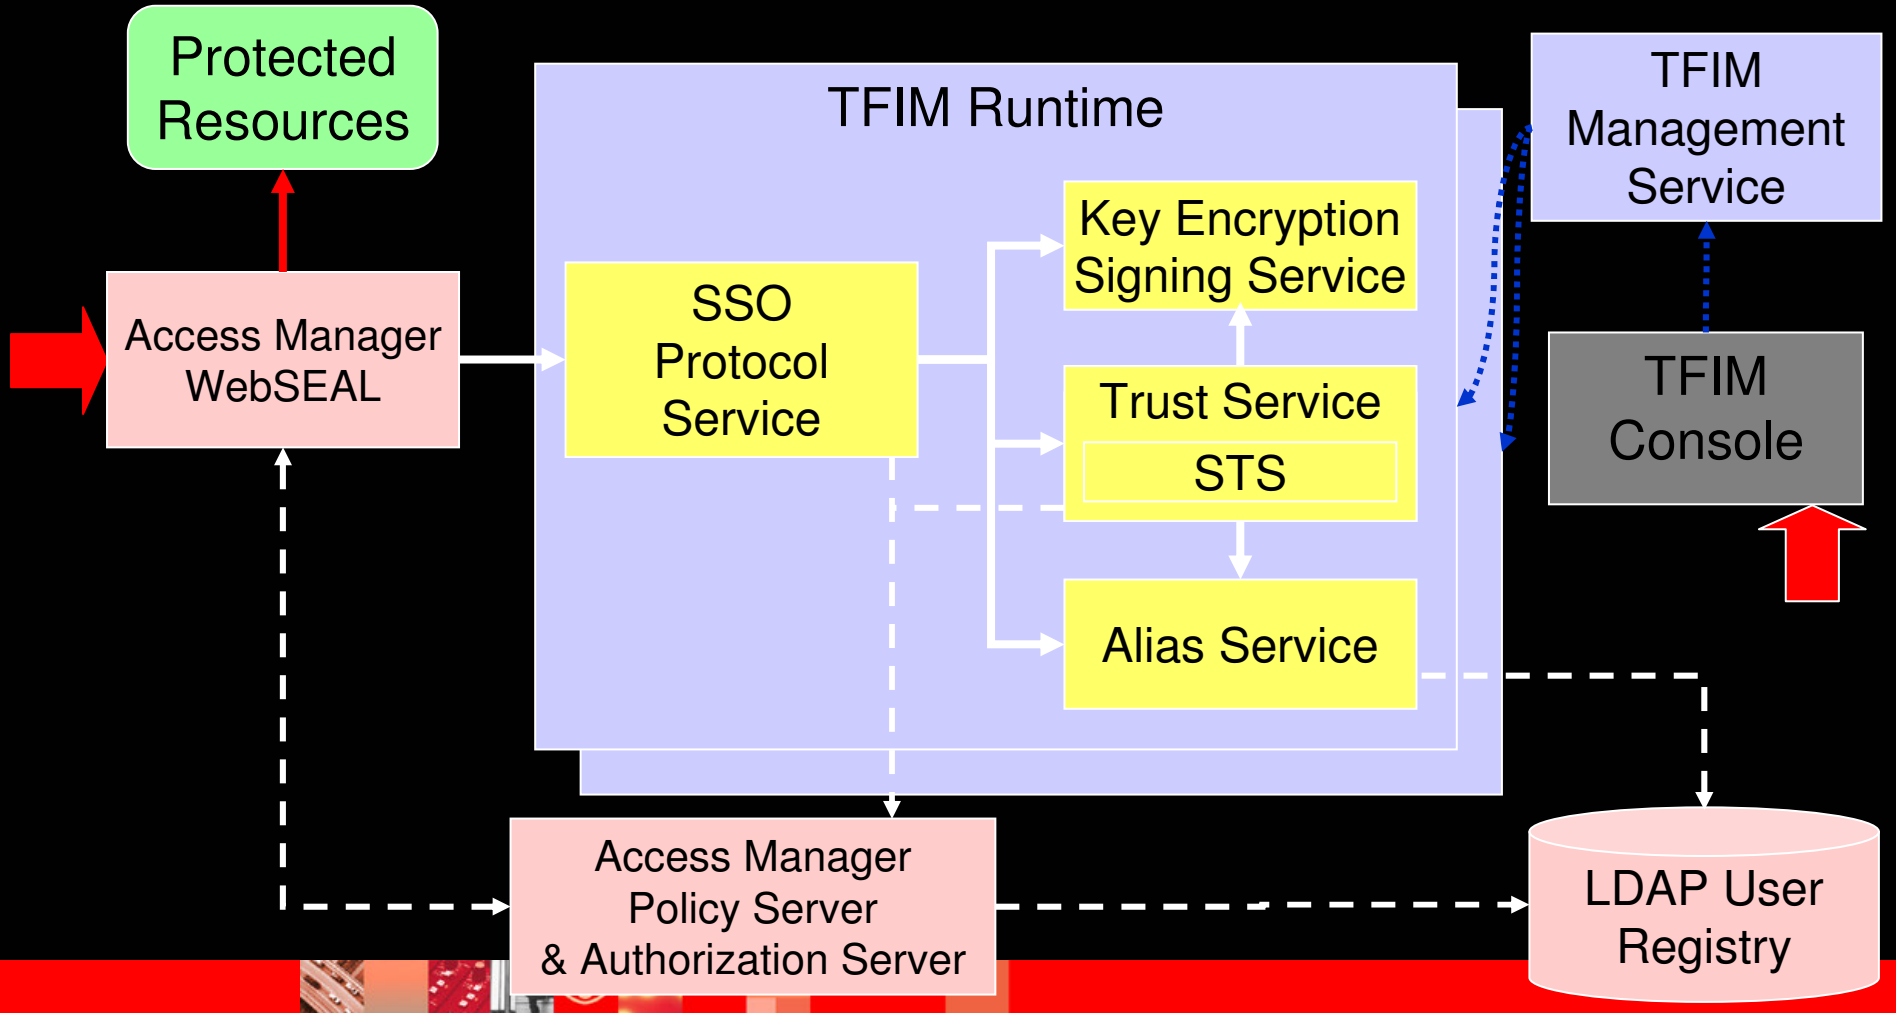 Protected
Resources
TFIM Runtime
TFIM
Management
Service
Key Encryption
Signing Service
SSO
Protocol
Service
Access Manager
WebSEAL
Trust Service
STS
TFIM
Console
Alias Service
Access Manager
Policy Server
& Authorization Server
LDAP User
Registry